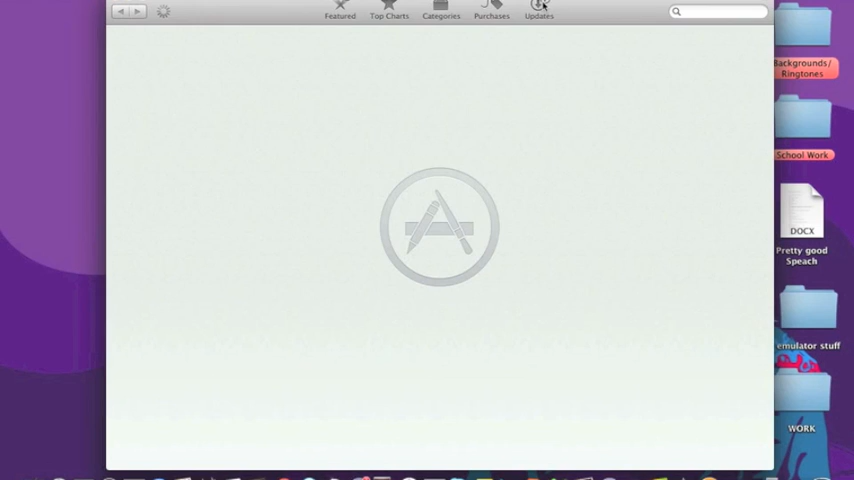 Featured
Top Charts
Categories
Purchases
Updates
Backgrounds/
Ringtones
School Work
DOCX
Pretty good
Speach
emulator stuff
WORK